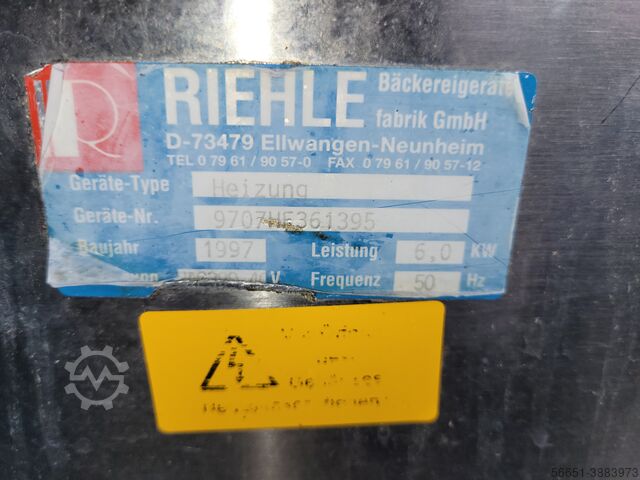 RIEHLE Bäckereigeräte
fabrik GmbH
D-73479 Ellwangen-Neunheim
TEL 0 79 61 / 90 57-0 FAX 0 79 61 / 90 57-12
Geräte-Type Heizung
Geräte-Nr. 9707HE361395
Baujahr 1997 Leistung 6,0 KW
V Frequenz 50 Hz
56651-3883973